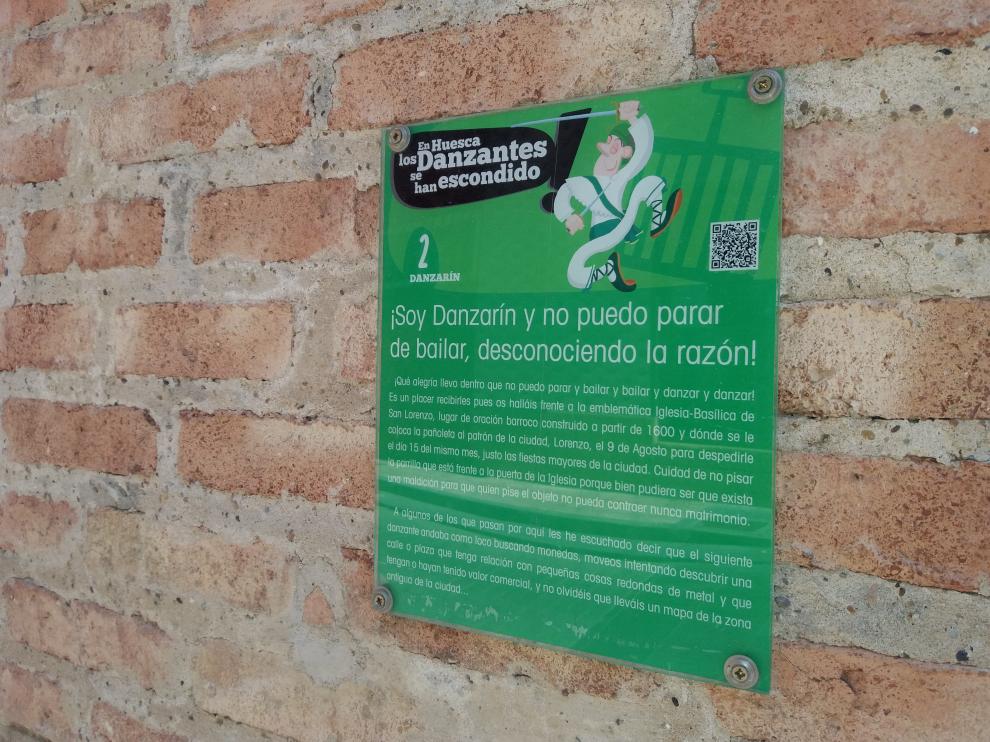 En Huesca
los Danzantes
se
han escondido
!
2
DANZARÍN
¡Soy Danzarín y no puedo parar
de bailar, desconociendo la razón!
¡Qué alegría llevo dentro que no puedo parar y bailar y bailar y danzar y danzar!
Es un placer recibirles pues os halláis frente a la emblemática Iglesia-Basílica de
San Lorenzo, lugar de oración barroco construido a partir de 1600 y dónde se le
coloca la pañoleta al patrón de la ciudad, Lorenzo, el 9 de Agosto para despedirle
el día 15 del mismo mes, justo las fiestas mayores de la ciudad. Cuidad de no pisar
la parrilla que está frente a la puerta de la Iglesia porque bien pudiera ser que exista
una maldición para que quien pise el objeto no pueda contraer nunca matrimonio.
A algunos de los que pasan por aquí les he escuchado decir que el siguiente
danzante andaba como loco buscando monedas, moveos intentando descubrir una
calle o plaza que tenga relación con pequeñas cosas redondas de metal y que
tengan o hayan tenido valor comercial, y no olvidéis que lleváis un mapa de la zona
antigua de la ciudad...